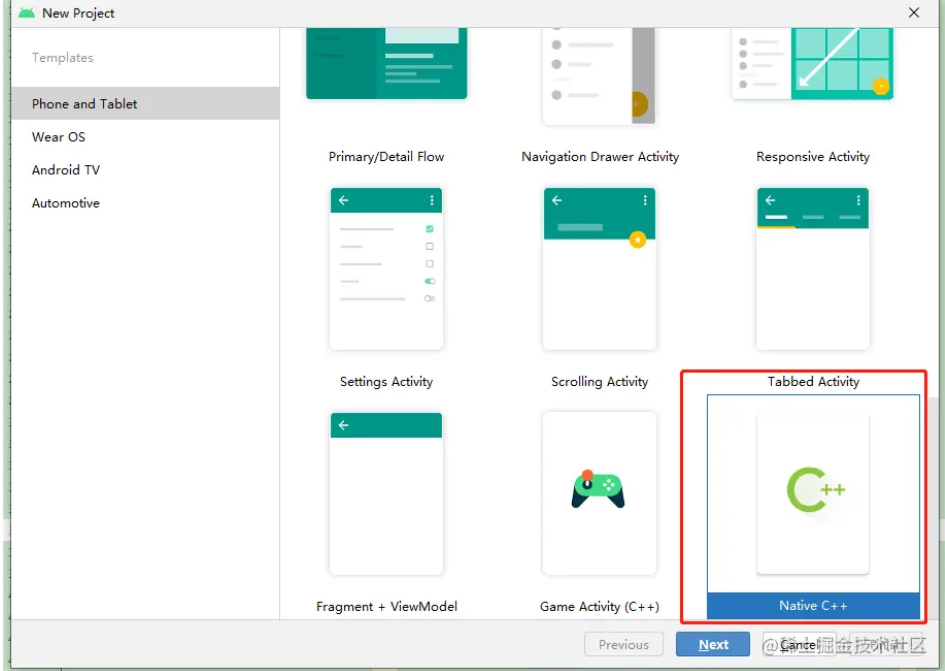 New Project
Templates
Phone and Tablet
Wear OS
Android TV
Automotive
Primary/Detail Flow
Navigation Drawer Activity
Responsive Activity
Settings Activity
Scrolling Activity
Tabbed Activity
C++
Fragment + ViewModel
Game Activity (C++)
Native C++
Previous
Next
Cancel
@稀土掘金技术社区